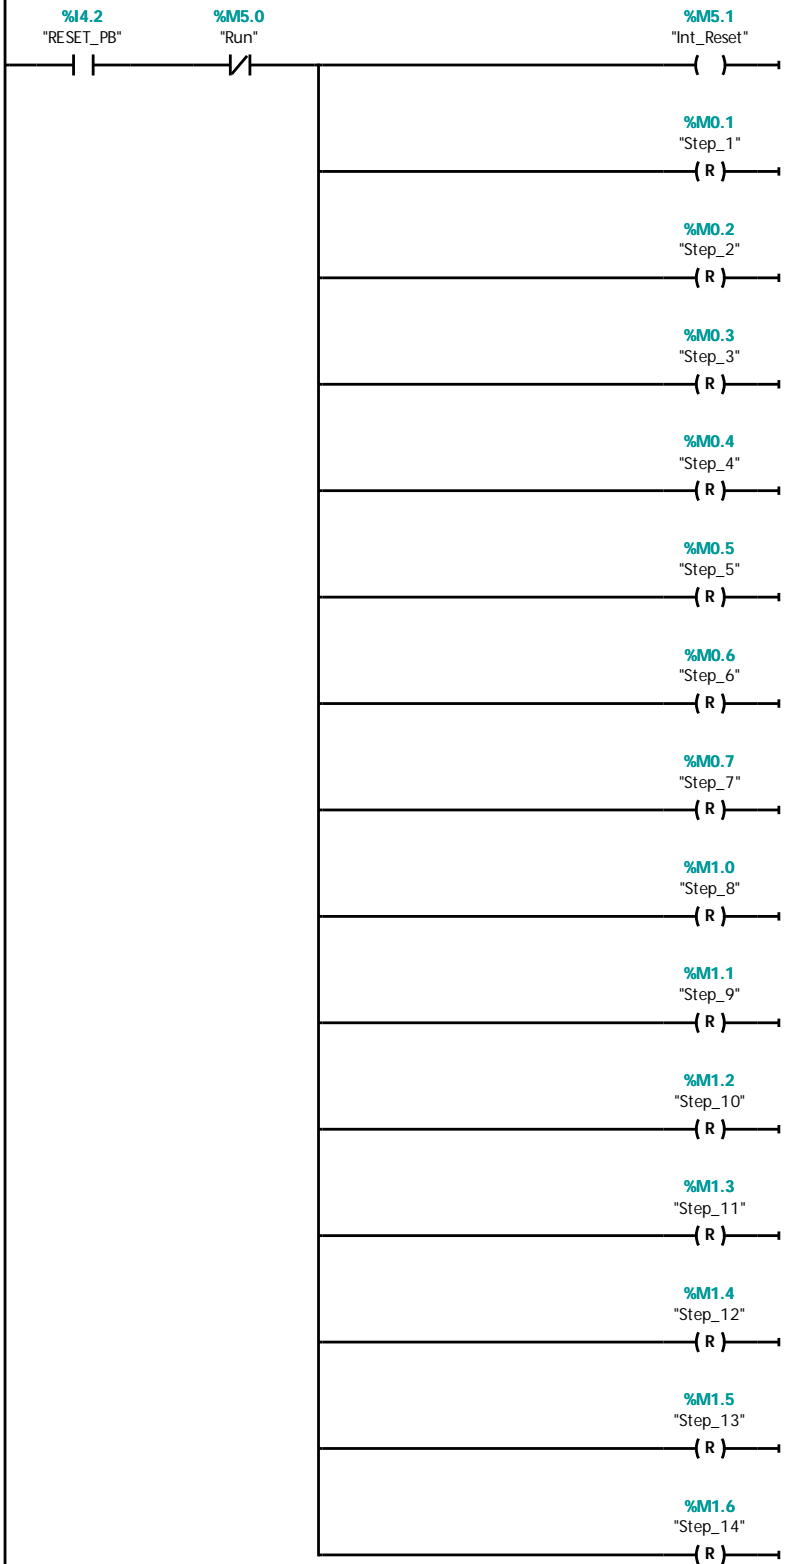 %I4.2 %M5.0 %M5.1
"RESET_PB" "Run" "Int_Reset"
%M0.1
"Step_1"
R
%M0.2
"Step_2"
R
%M0.3
"Step_3"
R
%M0.4
"Step_4"
R
%M0.5
"Step_5"
R
%M0.6
"Step_6"
R
%M0.7
"Step_7"
R
%M1.0
"Step_8"
R
%M1.1
"Step_9"
R
%M1.2
"Step_10"
R
%M1.3
"Step_11"
R
%M1.4
"Step_12"
R
%M1.5
"Step_13"
R
%M1.6
"Step_14"
R